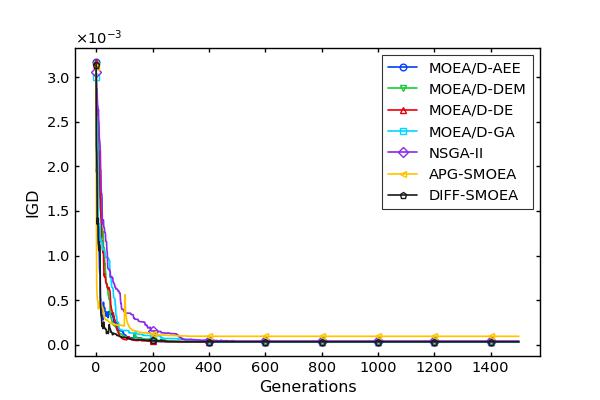 ×10⁻³
3.0
2.5
2.0
1.5
1.0
0.5
0.0
IGD
0 200 400 600 800 1000 1200 1400
Generations
MOEA/D-AEE
MOEA/D-DEM
MOEA/D-DE
MOEA/D-GA
NSGA-II
APG-SMOEA
DIFF-SMOEA